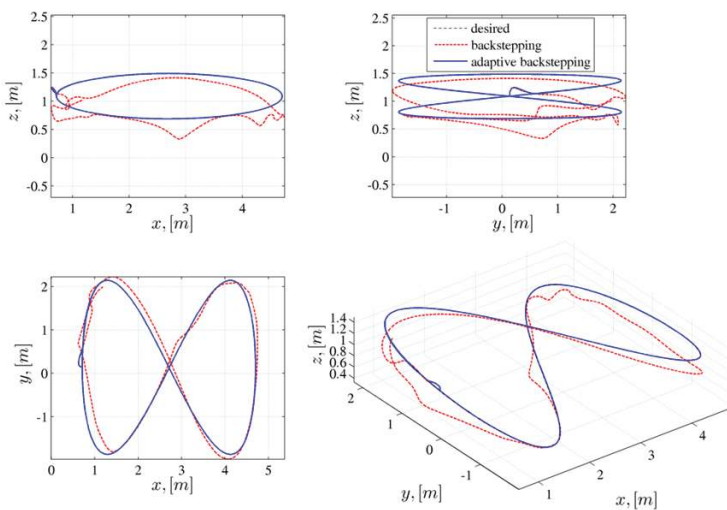 2.5
2
1.5
1
0.5
0
-0.5
z, [m]
1 2 3 4
x, [m]
2.5
2
1.5
1
0.5
0
-0.5
z, [m]
desired
backstepping
adaptive backstepping
-1 0 1 2
y, [m]
2
1
0
-1
y, [m]
0 1 2 3 4 5
x, [m]
1.4
1.2
1
0.8
0.6
0.4
z, [m]
2
1
0
-1
y, [m]
1
2
3
4
x, [m]